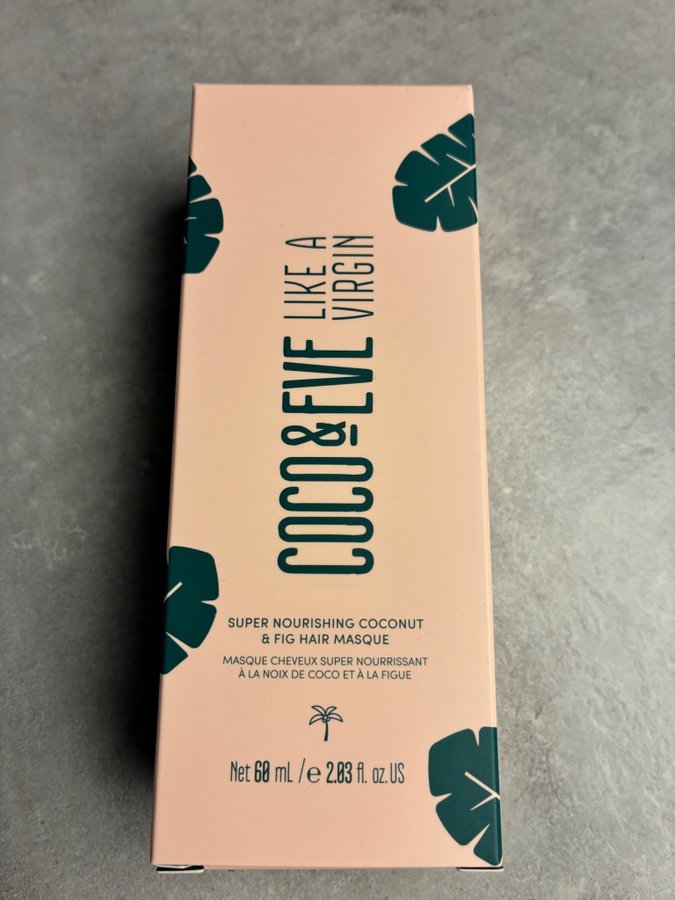 COCO & EVE
LIKE A
VIRGIN
SUPER NOURISHING COCONUT
& FIG HAIR MASQUE
MASQUE CHEVEUX SUPER NOURRISSANT
À LA NOIX DE COCO ET À LA FIGUE
Net 60 mL / ℮ 2.03 fl. oz. US